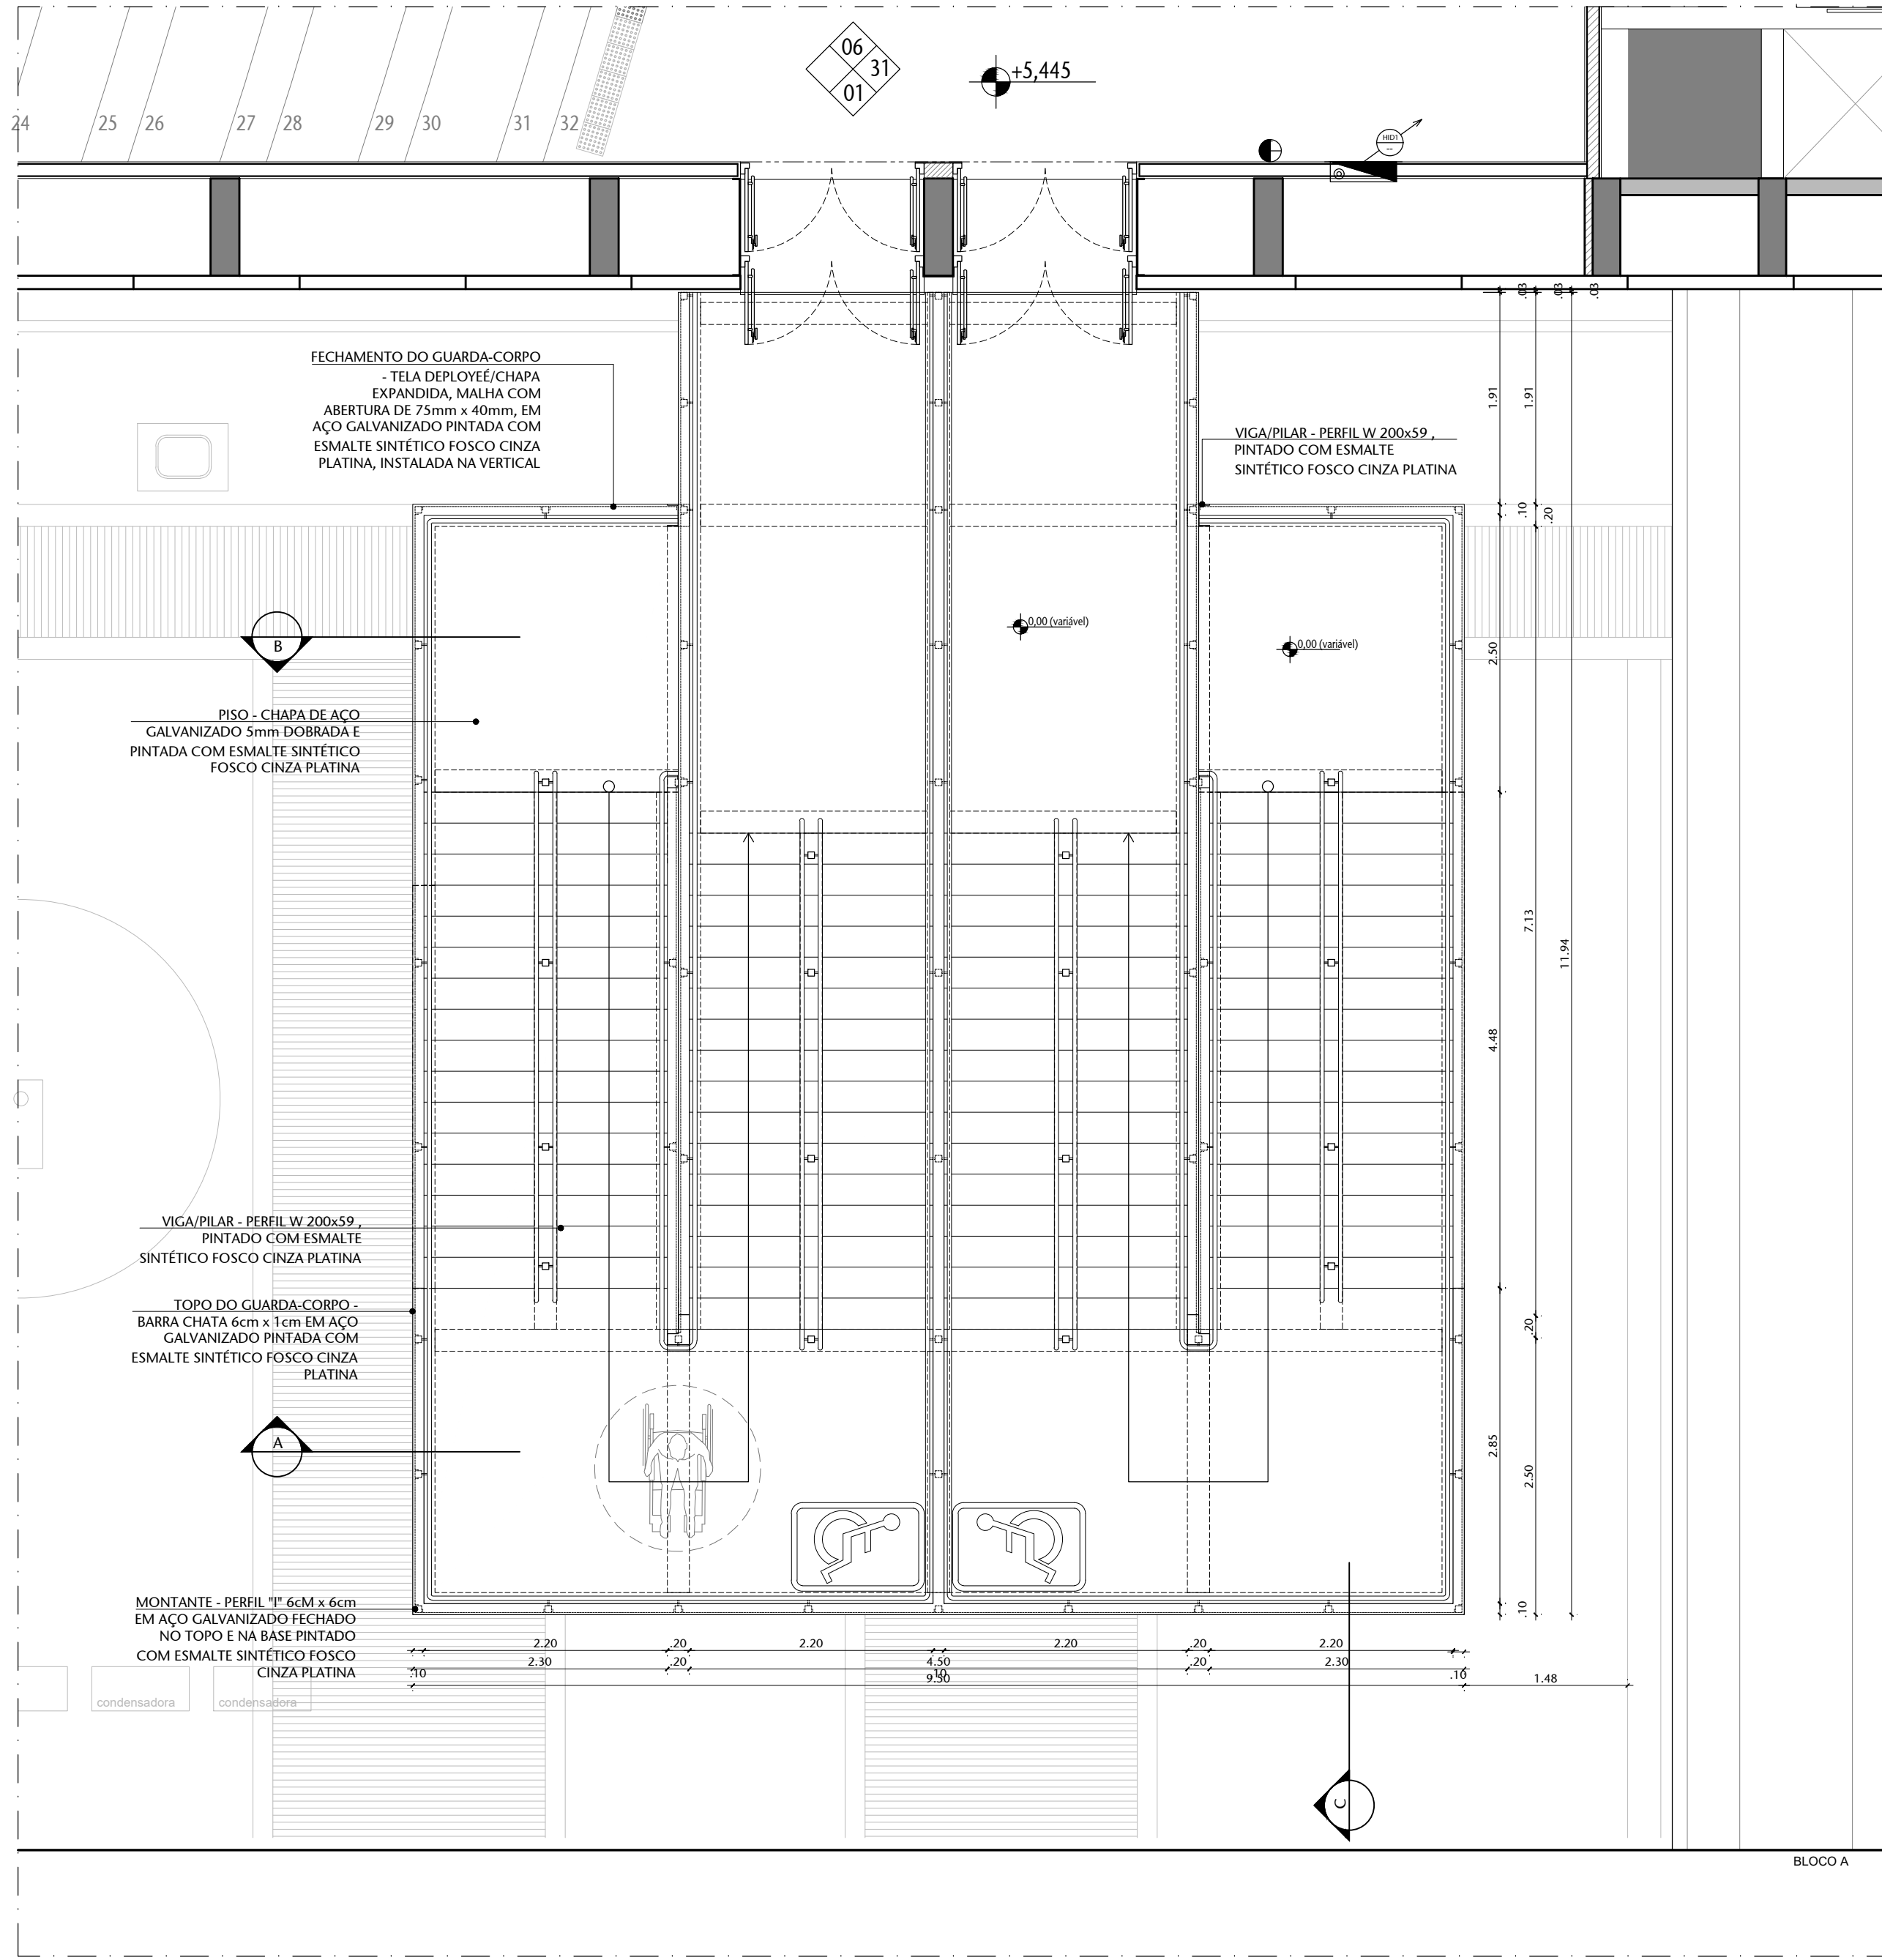 06
31
01
+5,445
24
25
26
27
28
29
30
31
32
HID1
--
.03
.03
.03
FECHAMENTO DO GUARDA-CORPO
- TELA DEPLOYEÉ/CHAPA
EXPANDIDA, MALHA COM
ABERTURA DE 75mm x 40mm, EM
AÇO GALVANIZADO PINTADA COM
ESMALTE SINTÉTICO FOSCO CINZA
PLATINA, INSTALADA NA VERTICAL
VIGA/PILAR - PERFIL W 200x59 ,
PINTADO COM ESMALTE
SINTÉTICO FOSCO CINZA PLATINA
1.91
1.91
.10
.20
B
0,00 (variável)
0,00 (variável)
2.50
PISO - CHAPA DE AÇO
GALVANIZADO 5mm DOBRADA E
PINTADA COM ESMALTE SINTÉTICO
FOSCO CINZA PLATINA
7.13
11.94
4.48
VIGA/PILAR - PERFIL W 200x59 ,
PINTADO COM ESMALTE
SINTÉTICO FOSCO CINZA PLATINA
TOPO DO GUARDA-CORPO -
BARRA CHATA 6cm x 1cm EM AÇO
GALVANIZADO PINTADA COM
ESMALTE SINTÉTICO FOSCO CINZA
PLATINA
.20
A
2.85
2.50
MONTANTE - PERFIL "I" 6cM x 6cm
EM AÇO GALVANIZADO FECHADO
NO TOPO E NA BASE PINTADO
COM ESMALTE SINTÉTICO FOSCO
CINZA PLATINA
.10
2.20
.20
2.20
2.20
.20
2.20
2.30
.20
4.50
.20
2.30
.10
.10
.10
9.50
1.48
condensadora
condensadora
C
BLOCO A